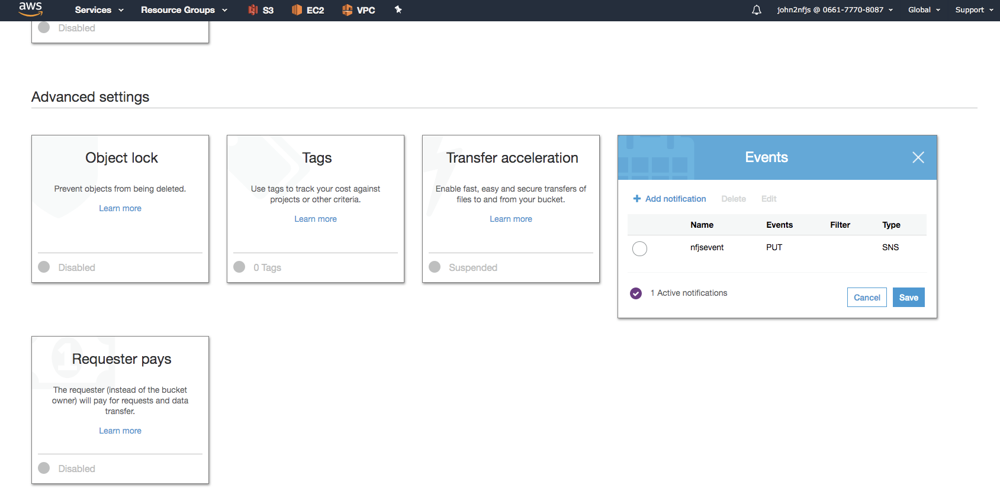 aws Services Resource Groups S3 EC2 VPC john2nfjs @ 0661-7770-8087 Global Support
Disabled
Advanced settings
Object lock
Prevent objects from being deleted.
Learn more
Disabled
Tags
Use tags to track your cost against
projects or other criteria.
Learn more
0 Tags
Transfer acceleration
Enable fast, easy and secure transfers of
files to and from your bucket.
Learn more
Suspended
Events
Add notification Delete Edit
Name Events Filter Type
nfjsevent PUT SNS
1 Active notifications
Cancel Save
1
Requester pays
The requester (instead of the bucket
owner) will pay for requests and data
transfer.
Learn more
Disabled